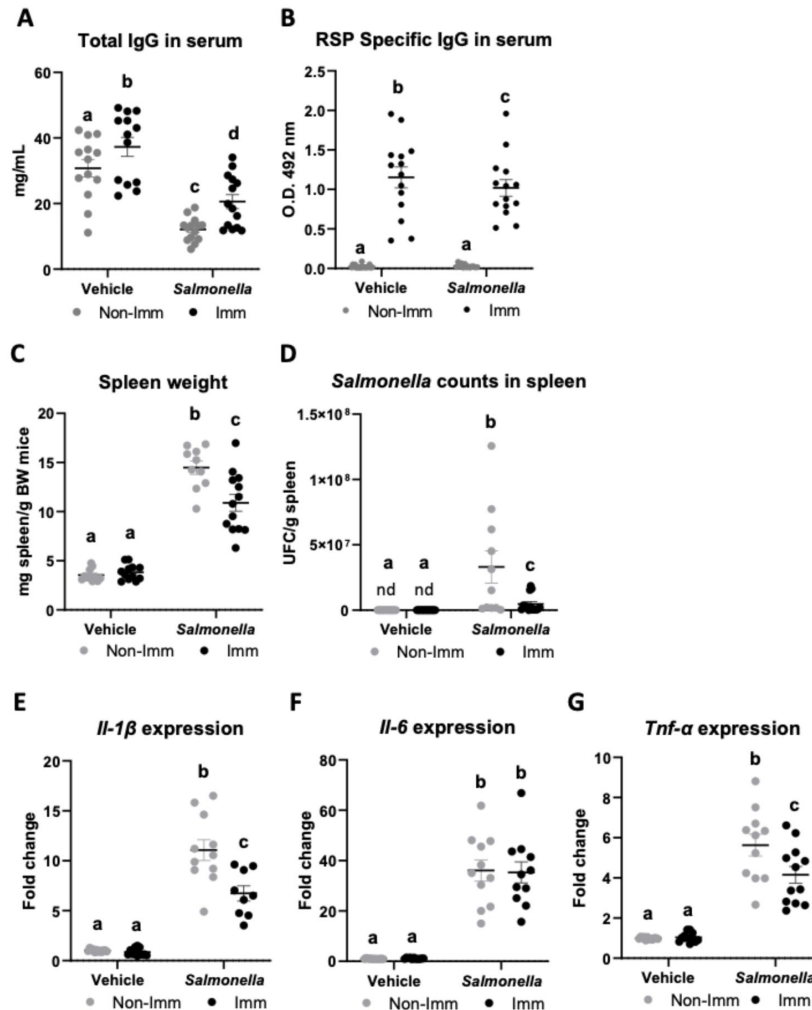 A
Total IgG in serum
mg/mL
60
40
20
0
a
b
c
d
Vehicle
Salmonella
Non-Imm
Imm
B
RSP Specific IgG in serum
O.D. 492 nm
2.5
2.0
1.5
1.0
0.5
0.0
a
b
a
c
Vehicle
Salmonella
Non-Imm
Imm
C
Spleen weight
mg spleen/g BW mice
20
15
10
5
0
a
a
b
c
Vehicle
Salmonella
Non-Imm
Imm
D
Salmonella counts in spleen
UFC/g spleen
1.5×10⁸
1×10⁸
5×10⁷
0
a
a
nd
nd
b
c
Vehicle
Salmonella
Non-Imm
Imm
E
Il-1β expression
Fold change
20
15
10
5
0
a
a
b
c
Vehicle
Salmonella
Non-Imm
Imm
F
Il-6 expression
Fold change
80
60
40
20
0
a
a
b
b
Vehicle
Salmonella
Non-Imm
Imm
G
Tnf-α expression
Fold change
10
8
6
4
2
0
a
a
b
c
Vehicle
Salmonella
Non-Imm
Imm